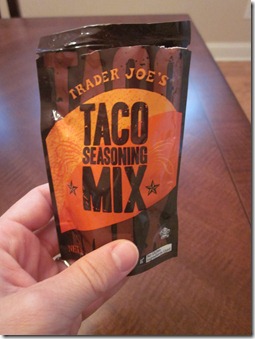 TRADER JOE'S
TACO
SEASONING
MIX